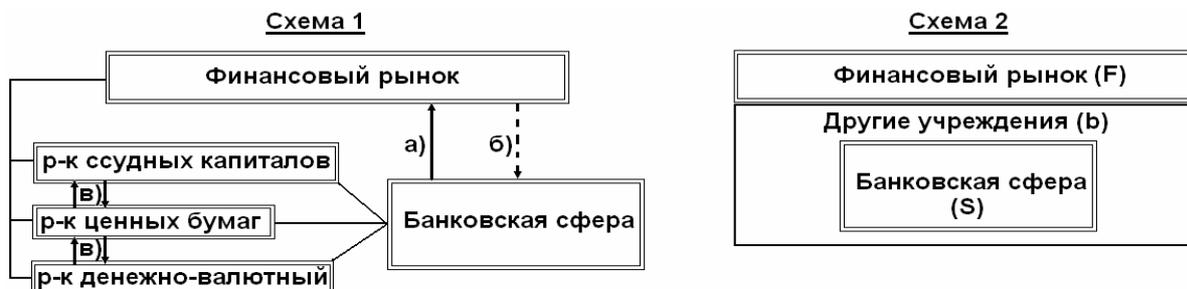 Схема 1
Финансовый рынок
а)
б)
р-к ссудных капиталов
в)
р-к ценных бумаг
в)
р-к денежно-валютный
Банковская сфера
Схема 2
Финансовый рынок (F)
Другие учреждения (b)
Банковская сфера
(S)